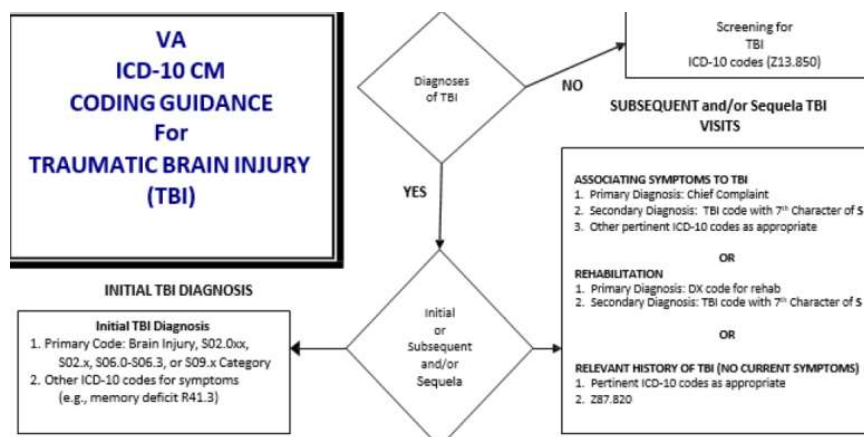 VA
ICD-10 CM
CODING GUIDANCE
For
TRAUMATIC BRAIN INJURY
(TBI)
Diagnoses
of TBI
NO
Screening for
TBI
ICD-10 codes (Z13.850)
YES
SUBSEQUENT and/or Sequela TBI
VISITS
ASSOCIATING SYMPTOMS TO TBI
1. Primary Diagnosis: Chief Complaint
2. Secondary Diagnosis: TBI code with 7th Character of S
3. Other pertinent ICD-10 codes as appropriate
OR
REHABILITATION
1. Primary Diagnosis: DX code for rehab
2. Secondary Diagnosis: TBI code with 7th Character of S
OR
RELEVANT HISTORY OF TBI (NO CURRENT SYMPTOMS)
1. Pertinent ICD-10 codes as appropriate
2. Z87.820
INITIAL TBI DIAGNOSIS
Initial TBI Diagnosis
1. Primary Code: Brain Injury, S02.0xx,
S02.x, S06.0-S06.3, or S09.x Category
2. Other ICD-10 codes for symptoms
(e.g., memory deficit R41.3)
Initial
or
Subsequent
and/or
Sequela